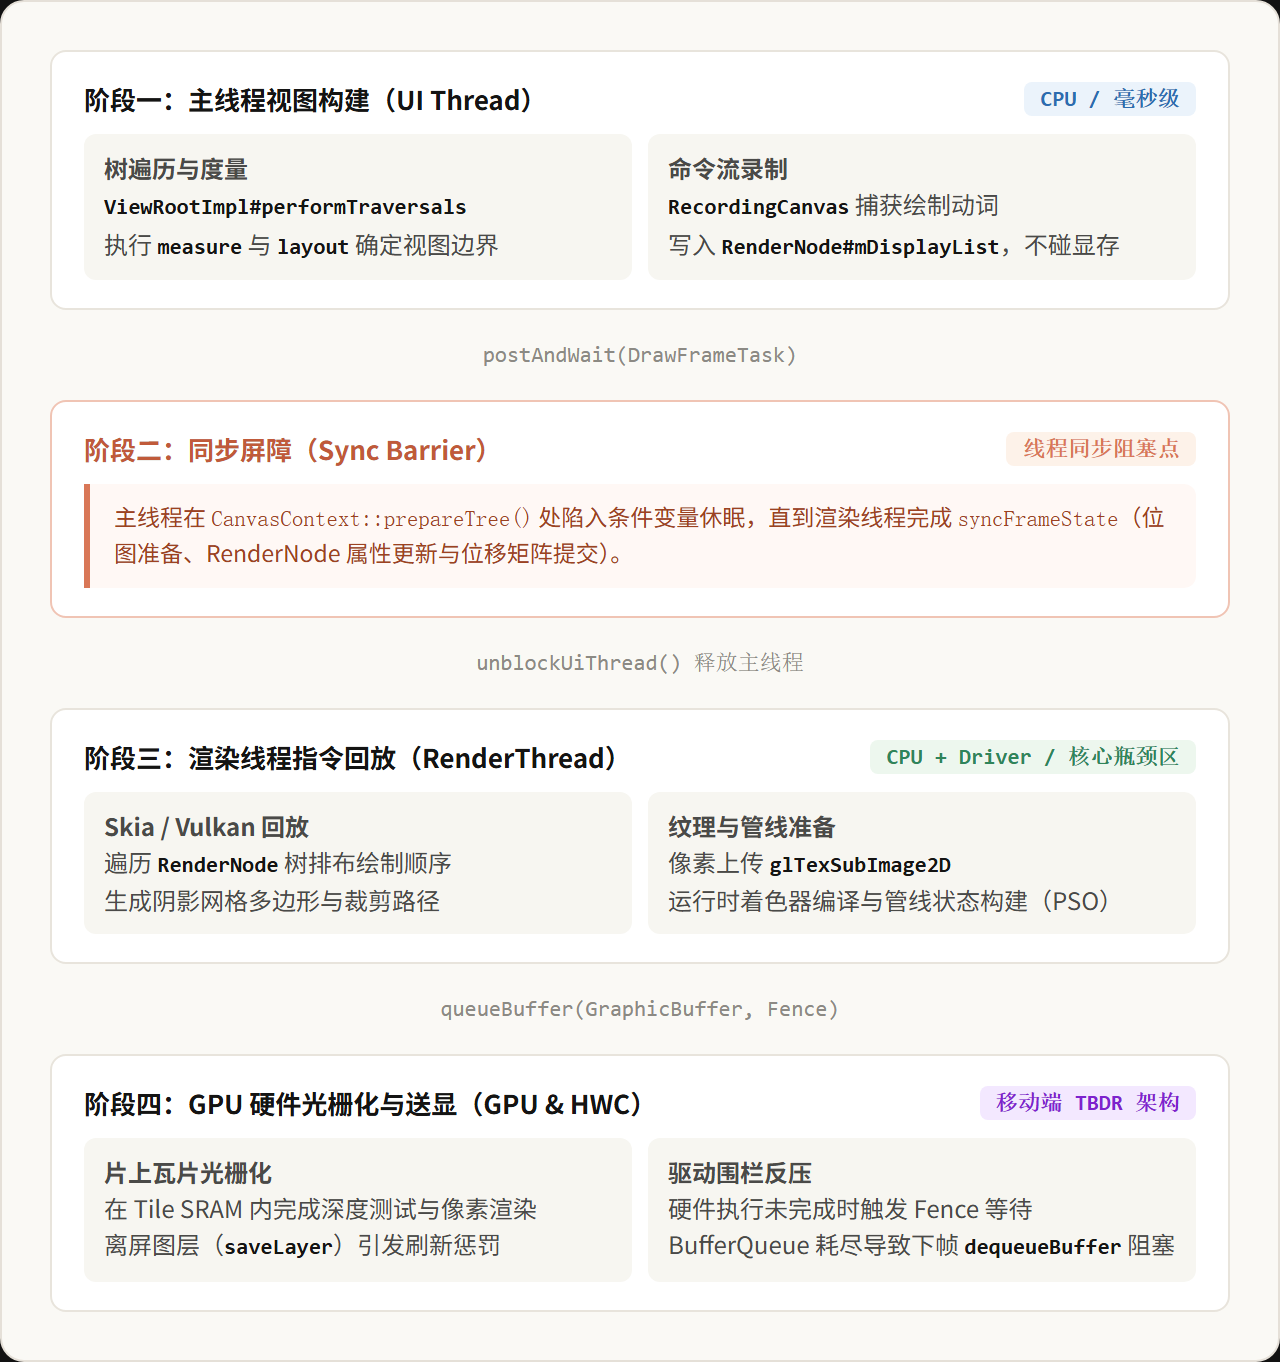 阶段一：主线程视图构建（UI Thread）
CPU / 毫秒级
树遍历与度量
ViewRootImpl#performTraversals
执行 measure 与 layout 确定视图边界
命令流录制
RecordingCanvas 捕获绘制动词
写入 RenderNode#mDisplayList，不碰显存
postAndWait(DrawFrameTask)
阶段二：同步屏障（Sync Barrier）
线程同步阻塞点
主线程在 CanvasContext::prepareTree() 处陷入条件变量休眠，直到渲染线程完成 syncFrameState（位
图准备、RenderNode 属性更新与位移矩阵提交）。
unblockUiThread() 释放主线程
阶段三：渲染线程指令回放（RenderThread）
CPU + Driver / 核心瓶颈区
Skia / Vulkan 回放
遍历 RenderNode 树排布绘制顺序
生成阴影网格多边形与裁剪路径
纹理与管线准备
像素上传 glTexSubImage2D
运行时着色器编译与管线状态构建（PSO）
queueBuffer(GraphicBuffer, Fence)
阶段四：GPU 硬件光栅化与送显（GPU & HWC）
移动端 TBDR 架构
片上瓦片光栅化
在 Tile SRAM 内完成深度测试与像素渲染
离屏图层（saveLayer）引发刷新惩罚
驱动围栏反压
硬件执行未完成时触发 Fence 等待
BufferQueue 耗尽导致下帧 dequeueBuffer 阻塞